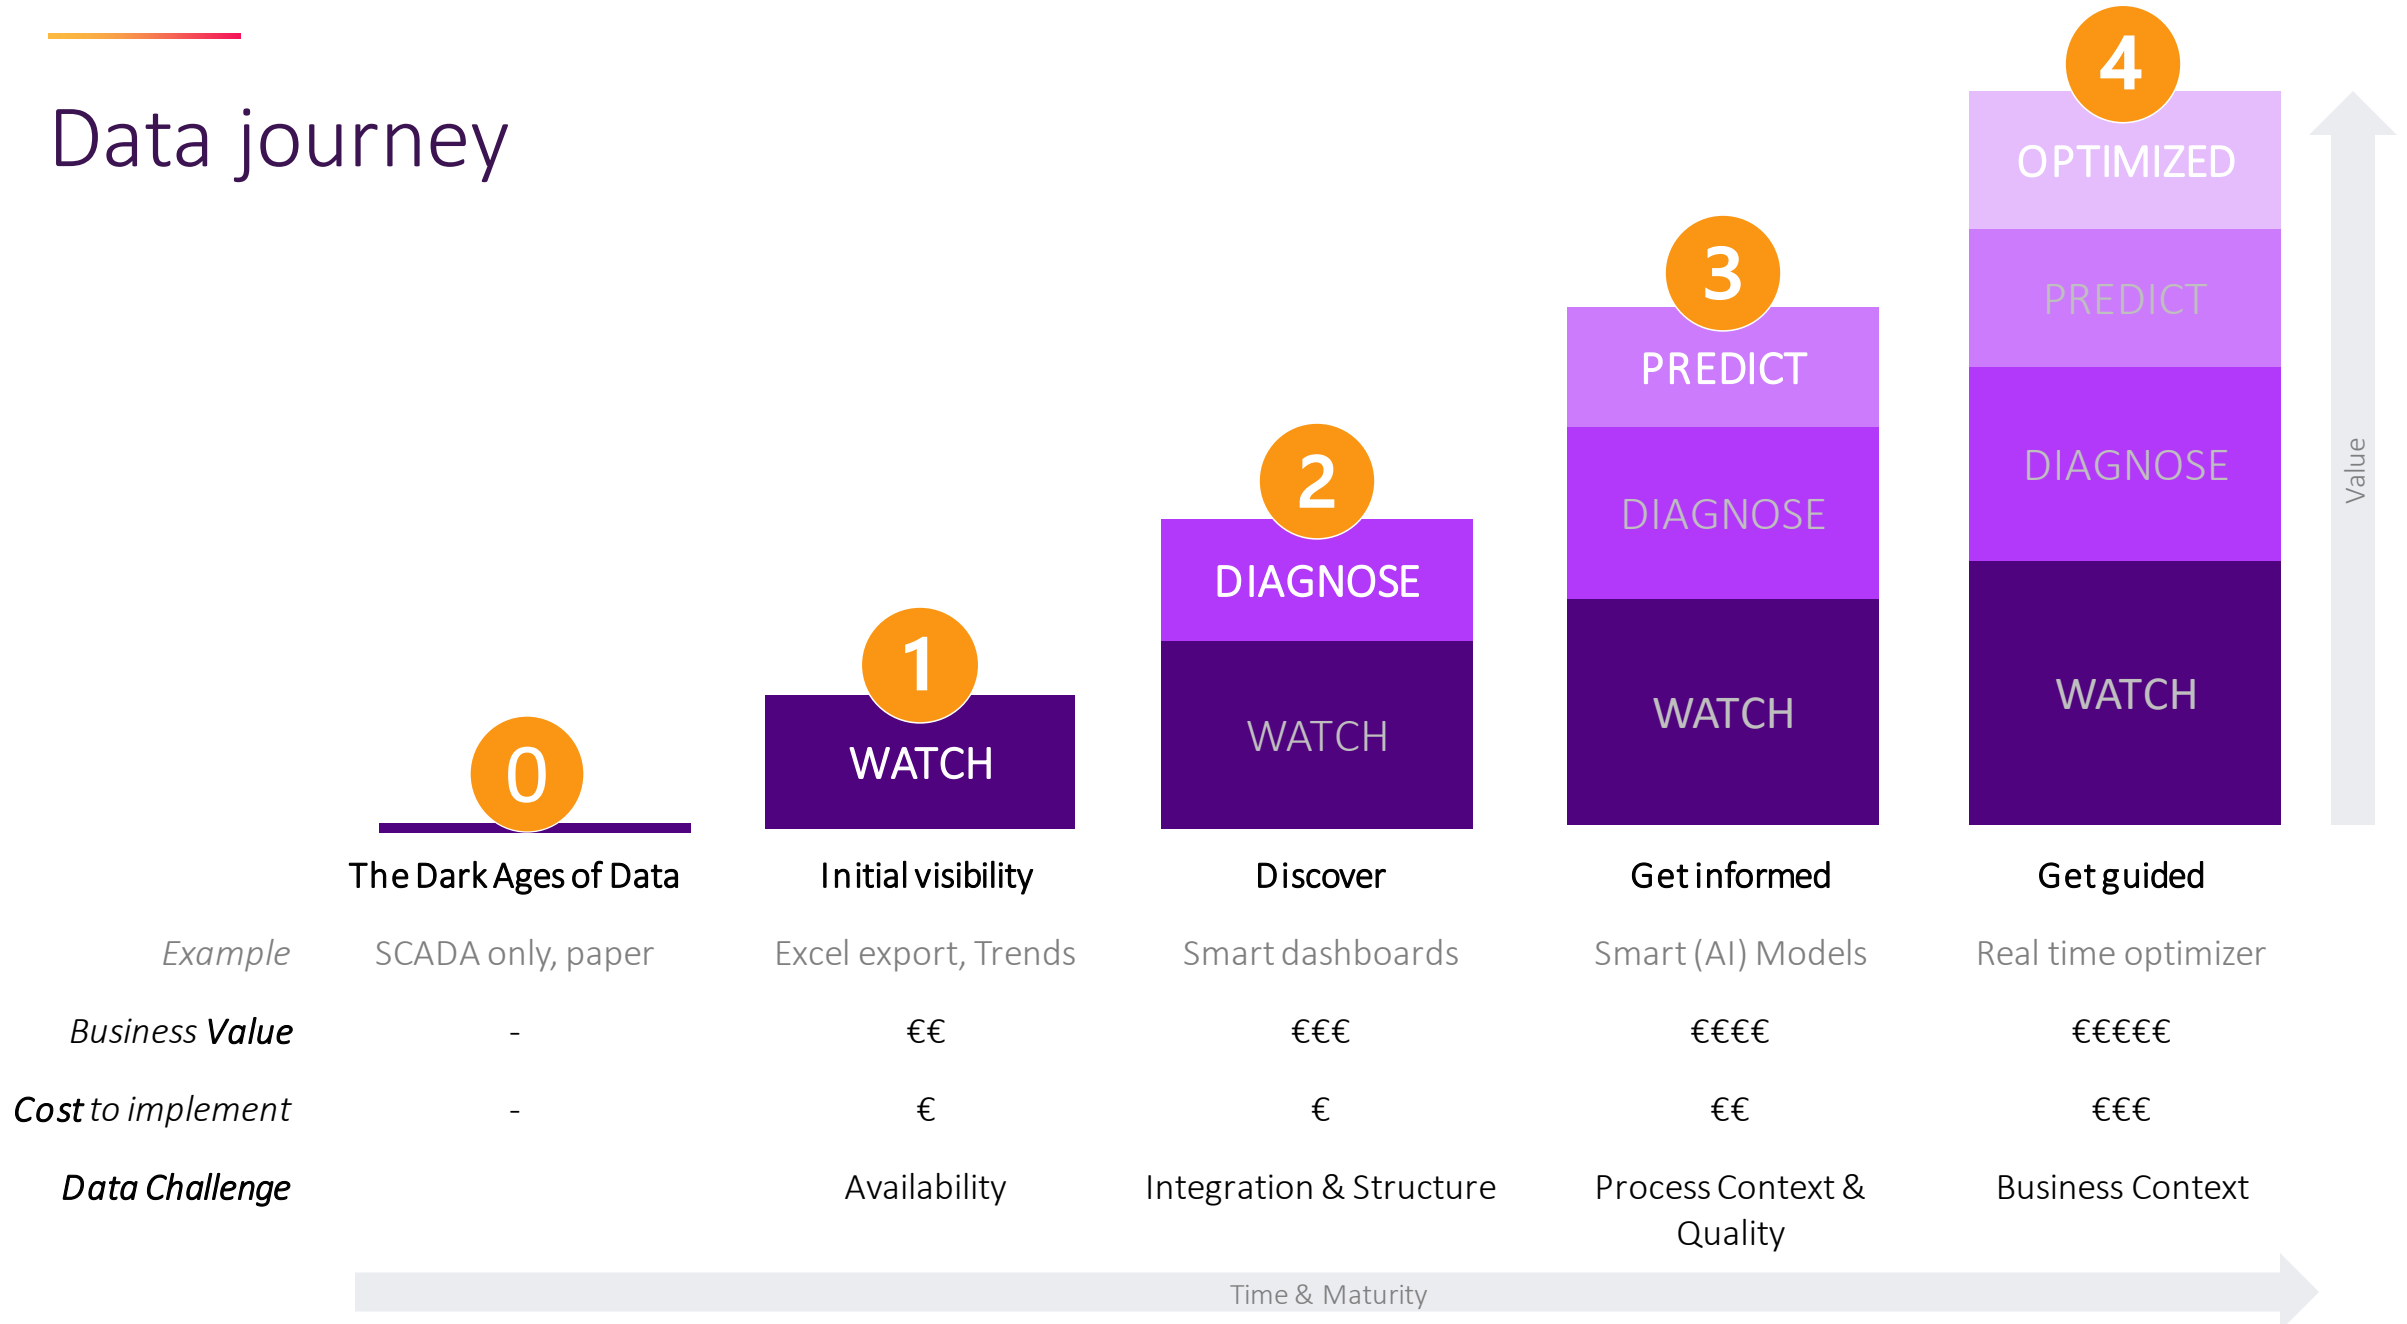 Data journey
0
1
WATCH
2
DIAGNOSE
WATCH
3
PREDICT
DIAGNOSE
WATCH
4
OPTIMIZED
PREDICT
DIAGNOSE
WATCH
Value
The Dark Ages of Data
Initial visibility
Discover
Get informed
Get guided
Example
SCADA only, paper
Excel export, Trends
Smart dashboards
Smart (AI) Models
Real time optimizer
Business Value
-
€€
€€€
€€€€
€€€€€
Cost to implement
-
€
€
€€
€€€
Data Challenge
Availability
Integration & Structure
Process Context &
Quality
Business Context
Time & Maturity